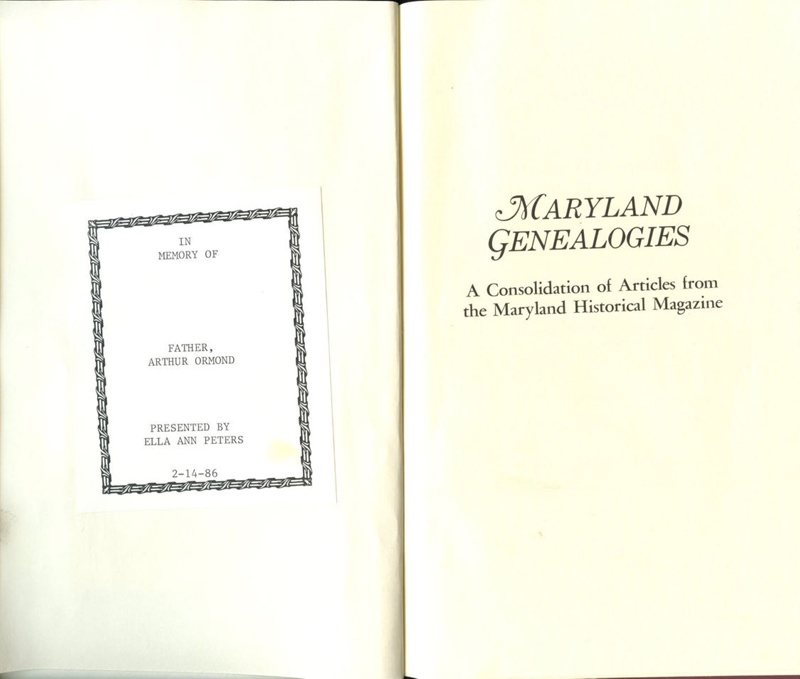 IN
MEMORY OF
FATHER,
ARTHUR ORMOND
PRESENTED BY
ELLA ANN PETERS
2-14-86
MARYLAND
GENEALOGIES
A Consolidation of Articles from
the Maryland Historical Magazine